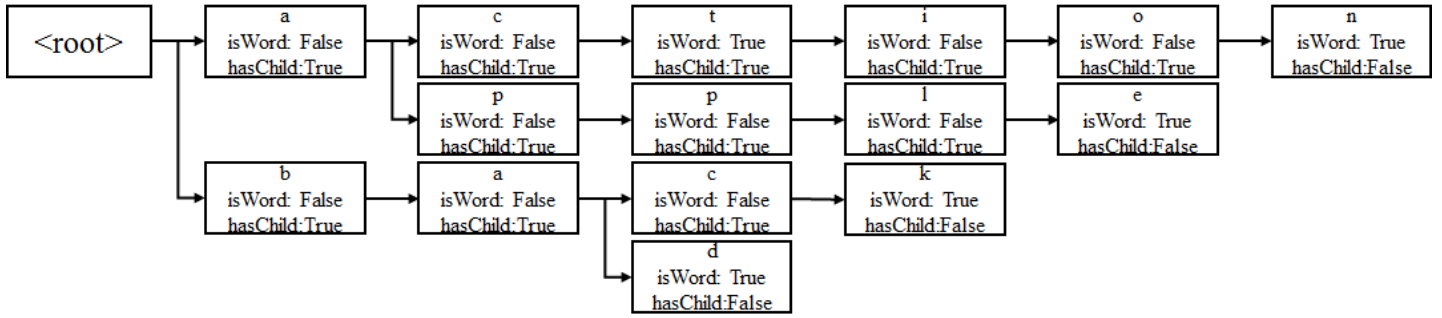 <root>
a
isWord: False
hasChild:True
c
isWord: False
hasChild:True
t
isWord: True
hasChild:True
i
isWord: False
hasChild:True
o
isWord: False
hasChild:True
n
isWord: True
hasChild:False
p
isWord: False
hasChild:True
p
isWord: False
hasChild:True
l
isWord: False
hasChild:True
e
isWord: True
hasChild:False
b
isWord: False
hasChild:True
a
isWord: False
hasChild:True
c
isWord: False
hasChild:True
k
isWord: True
hasChild:False
d
isWord: True
hasChild:False